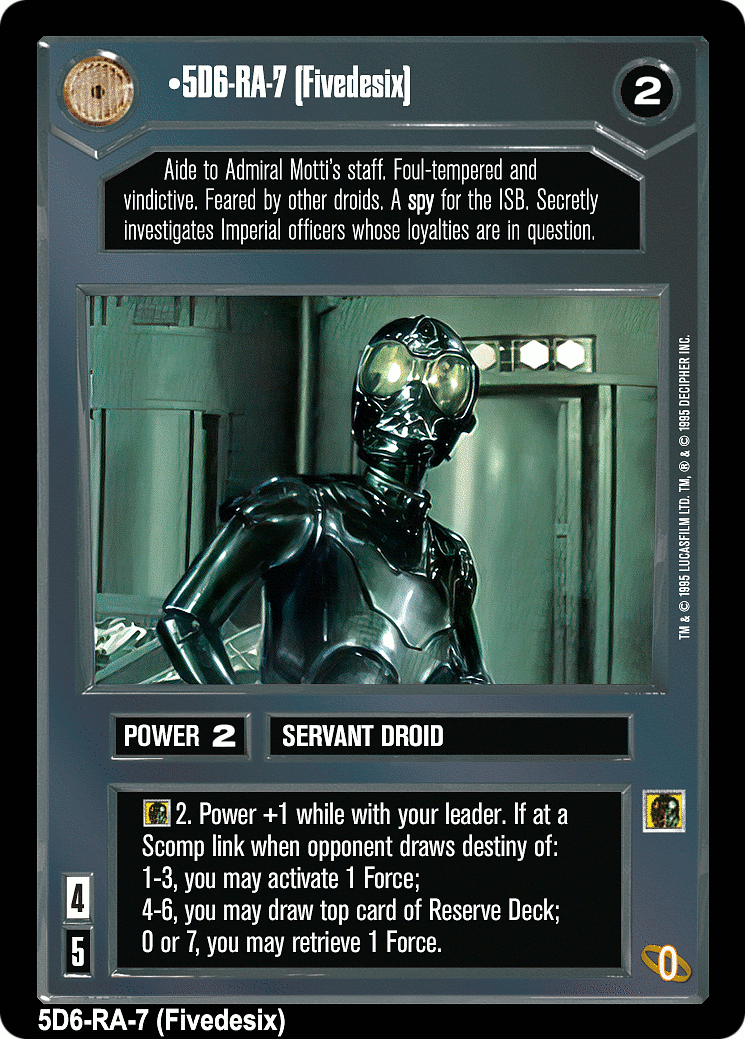 •5D6-RA-7 (Fivedesix)
2
Aide to Admiral Motti's staff. Foul-tempered and
vindictive. Feared by other droids. A spy for the ISB. Secretly
investigates Imperial officers whose loyalties are in question.
TM & © 1995 LUCASFILM LTD. TM, ® & © 1995 DECIPHER INC.
POWER 2
SERVANT DROID
2. Power +1 while with your leader. If at a
Scomp link when opponent draws destiny of:
1-3, you may activate 1 Force;
4-6, you may draw top card of Reserve Deck;
0 or 7, you may retrieve 1 Force.
4
5
0
5D6-RA-7 (Fivedesix)